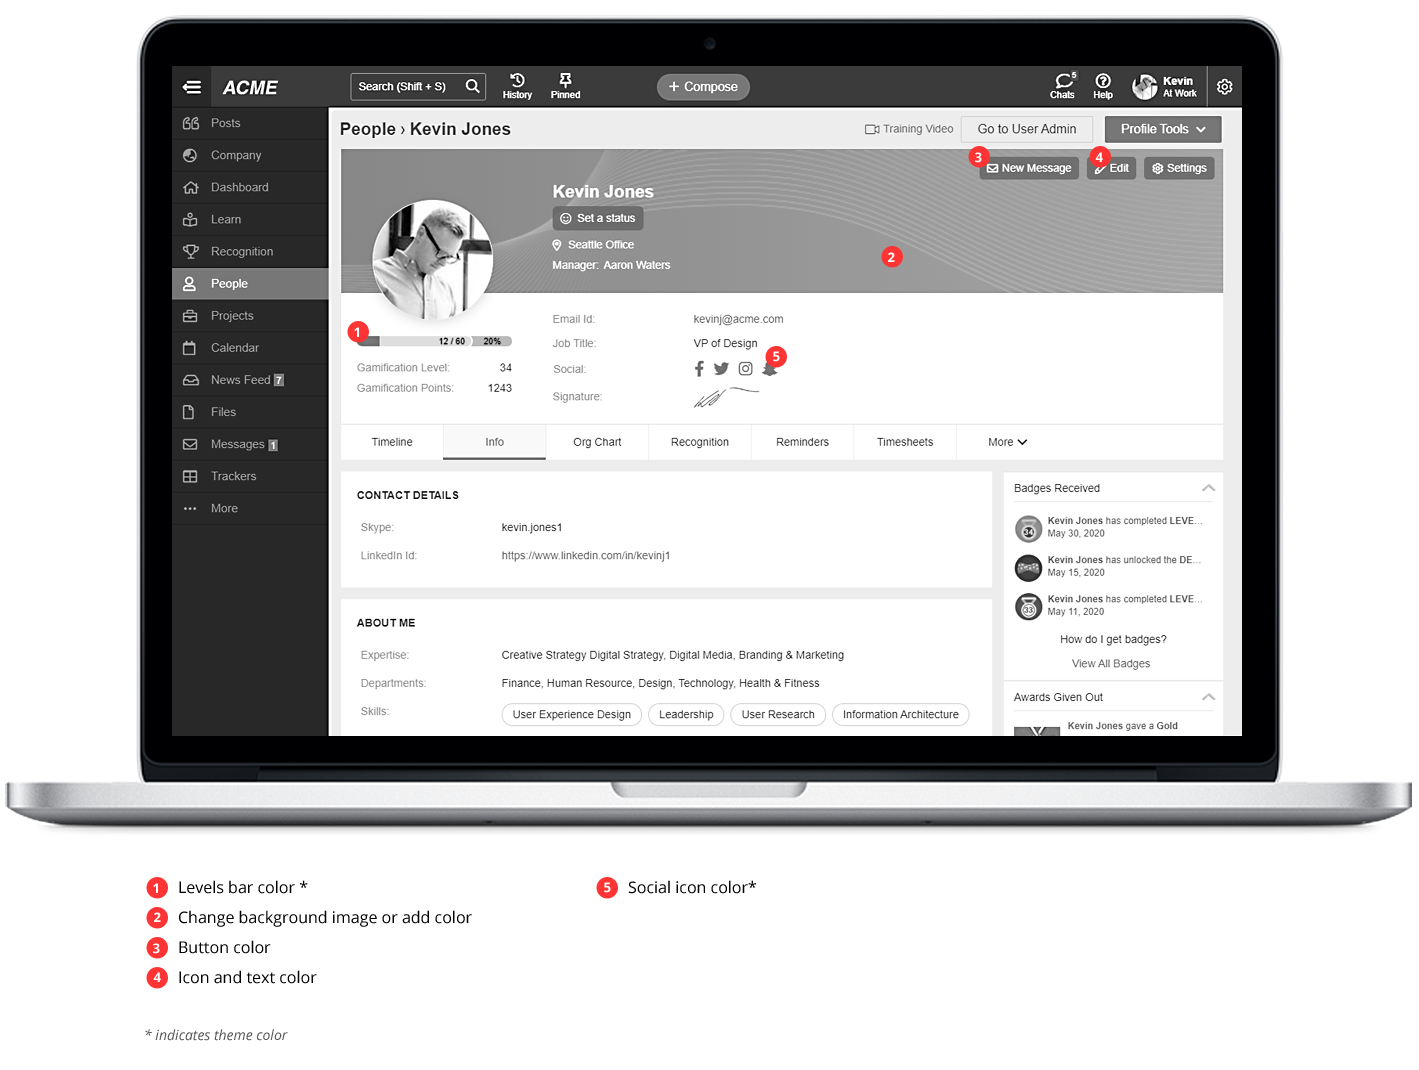 ACME
Search (Shift + S)
History
Pinned
+ Compose
5
Chats
Help
Kevin
At Work
Posts
Company
Dashboard
Learn
Recognition
People
Projects
Calendar
News Feed 7
Files
Messages 1
Trackers
More
People › Kevin Jones
Training Video
Go to User Admin
Profile Tools
3
New Message
4
Edit
Settings
Kevin Jones
Set a status
Seattle Office
Manager: Aaron Waters
2
1
12 / 60
20%
Gamification Level: 34
Gamification Points: 1243
Email Id: kevinj@acme.com
Job Title: VP of Design
5
Social:
Signature:
Timeline
Info
Org Chart
Recognition
Reminders
Timesheets
More
CONTACT DETAILS
Skype: kevin.jones1
LinkedIn Id: https://www.linkedin.com/in/kevinj1
ABOUT ME
Expertise: Creative Strategy Digital Strategy, Digital Media, Branding & Marketing
Departments: Finance, Human Resource, Design, Technology, Health & Fitness
Skills: User Experience Design Leadership User Research Information Architecture
Badges Received
34
Kevin Jones has completed LEVE...
May 30, 2020
Kevin Jones has unlocked the DE...
May 15, 2020
33
Kevin Jones has completed LEVE...
May 11, 2020
How do I get badges?
View All Badges
Awards Given Out
Kevin Jones gave a Gold
1 Levels bar color *
2 Change background image or add color
3 Button color
4 Icon and text color
5 Social icon color*
* indicates theme color